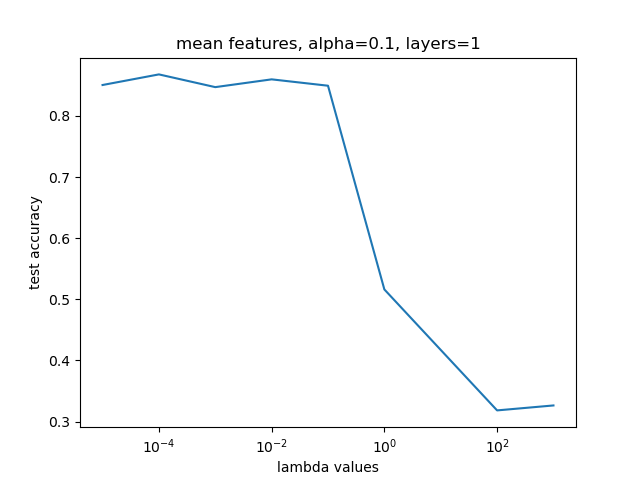 mean features, alpha=0.1, layers=1
test accuracy
0.8
0.7
0.6
0.5
0.4
0.3
10⁻⁴ 10⁻² 10⁰ 10²
lambda values